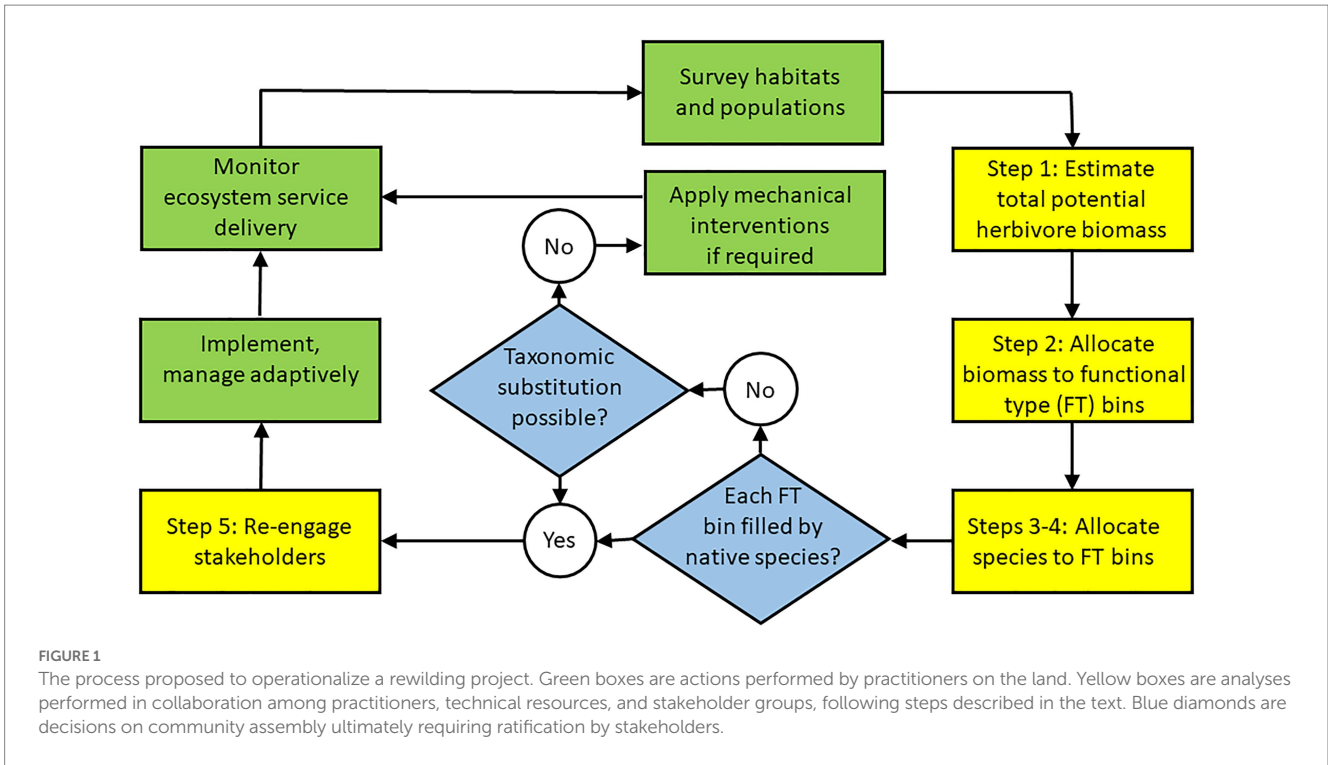 Survey habitats
and populations
Monitor
ecosystem service
delivery
Apply mechanical
interventions
if required
Step 1: Estimate
total potential
herbivore biomass
No
Implement,
manage adaptively
Taxonomic
substitution
possible?
No
Step 2: Allocate
biomass to functional
type (FT) bins
Step 5: Re-engage
stakeholders
Yes
Each FT
bin filled by
native species?
Steps 3-4: Allocate
species to FT bins
FIGURE 1
The process proposed to operationalize a rewilding project. Green boxes are actions performed by practitioners on the land. Yellow boxes are analyses
performed in collaboration among practitioners, technical resources, and stakeholder groups, following steps described in the text. Blue diamonds are
decisions on community assembly ultimately requiring ratification by stakeholders.